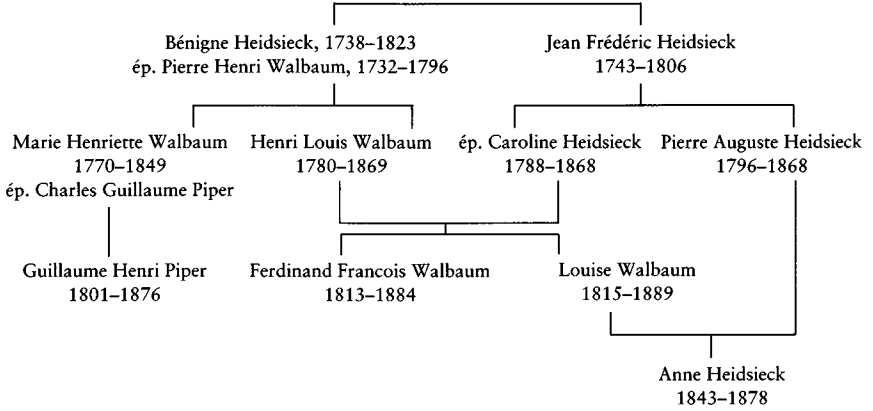 Bénigne Heidsieck, 1738–1823
ép. Pierre Henri Walbaum, 1732–1796
Jean Frédéric Heidsieck
1743–1806
Marie Henriette Walbaum
1770–1849
ép. Charles Guillaume Piper
Henri Louis Walbaum
1780–1869
ép. Caroline Heidsieck
1788–1868
Pierre Auguste Heidsieck
1796–1868
Guillaume Henri Piper
1801–1876
Ferdinand Francois Walbaum
1813–1884
Louise Walbaum
1815–1889
Anne Heidsieck
1843–1878